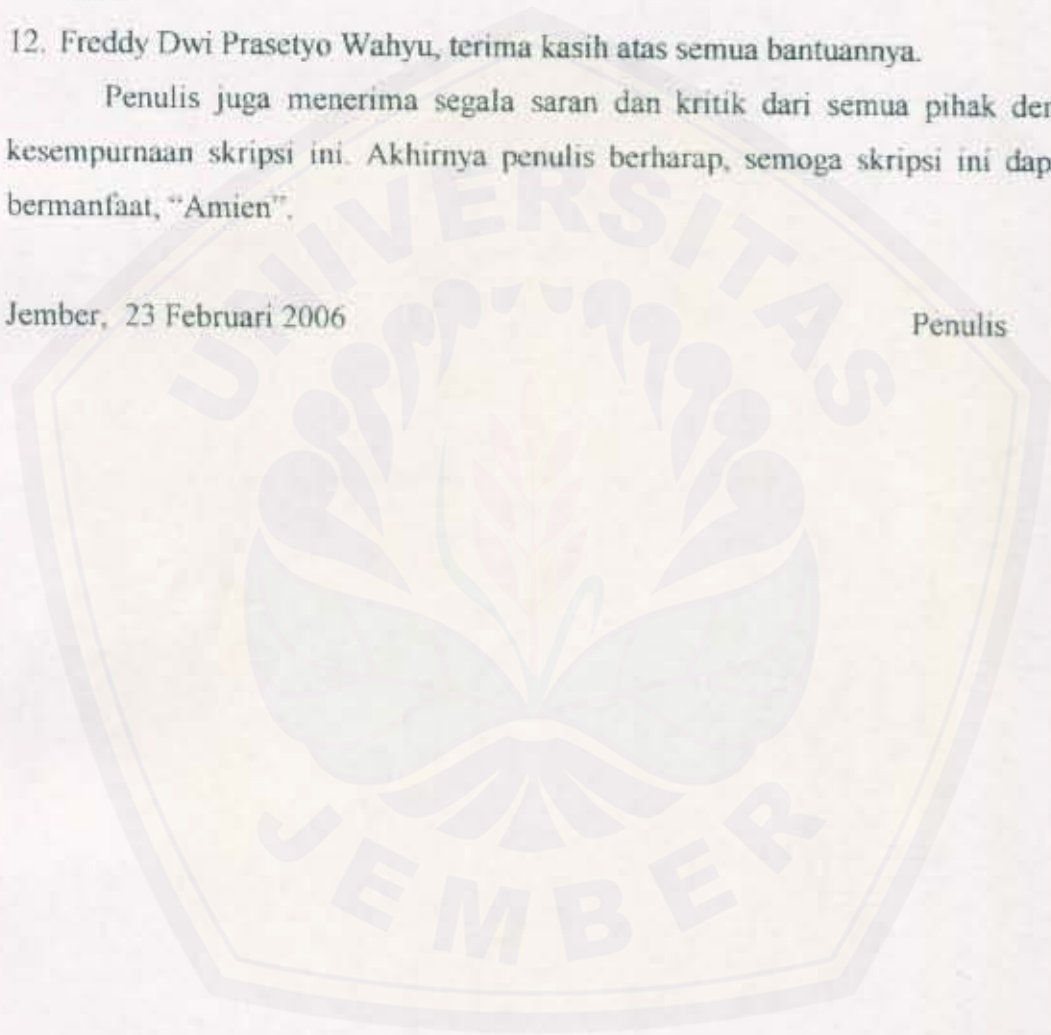 12. Freddy Dwi Prasetyo Wahyu, terima kasih atas semua bantuannya.
Penulis juga menerima segala saran dan kritik dari semua pihak der
kesempurnaan skripsi ini. Akhirnya penulis berharap, semoga skripsi ini dap
bermanfaat, “Amien”.
Jember, 23 Februari 2006 Penulis
UNIVERSITAS
JEMBER